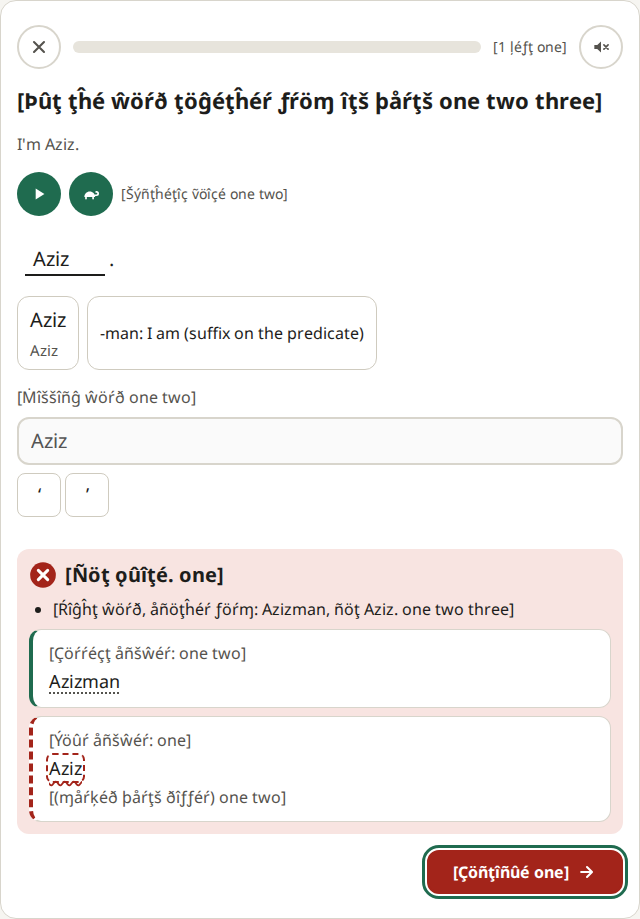 [1 ļéƒţ one]
[Þûţ ţĥé ŵöŕð ţöĝéţĥéŕ ƒŕöɱ îţš þåŕţš one two three]
I'm Aziz.
[Šýñţĥéţîç ṽöîçé one two]
Aziz .
Aziz
Aziz
-man: I am (suffix on the predicate)
[Ṁîššîñĝ ŵöŕð one two]
Aziz
ʻ ʼ
[Ñöţ ǫûîţé. one]
[Ŕîĝĥţ ŵöŕð, åñöţĥéŕ ƒöŕɱ: Azizman, ñöţ Aziz. one two three]
[Çöŕŕéçţ åñšŵéŕ: one two]
Azizman
[Ýöûŕ åñšŵéŕ: one]
Aziz
[(ɱåŕķéð þåŕţš ðîƒƒéŕ) one two]
[Çöñţîñûé one]